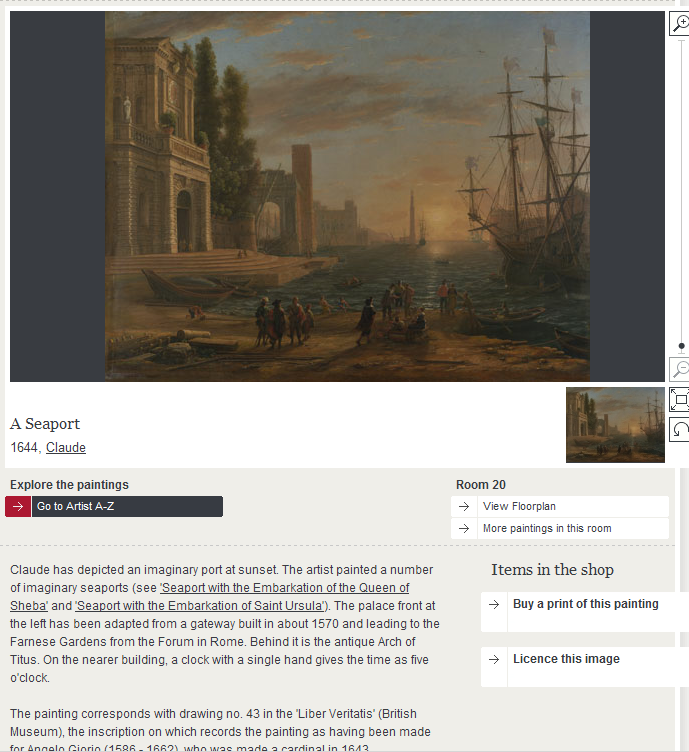 A Seaport
1644, Claude
Explore the paintings
Go to Artist A-Z
Room 20
View Floorplan
More paintings in this room
Claude has depicted an imaginary port at sunset. The artist painted a number
of imaginary seaports (see 'Seaport with the Embarkation of the Queen of
Sheba' and 'Seaport with the Embarkation of Saint Ursula'). The palace front at
the left has been adapted from a gateway built in about 1570 and leading to the
Farnese Gardens from the Forum in Rome. Behind it is the antique Arch of
Titus. On the nearer building, a clock with a single hand gives the time as five
o'clock.
The painting corresponds with drawing no. 43 in the 'Liber Veritatis' (British
Museum), the inscription on which records the painting as having been made
for Angelo Giorio (1586 - 1662), who was made a cardinal in 1643.
Items in the shop
Buy a print of this painting
Licence this image